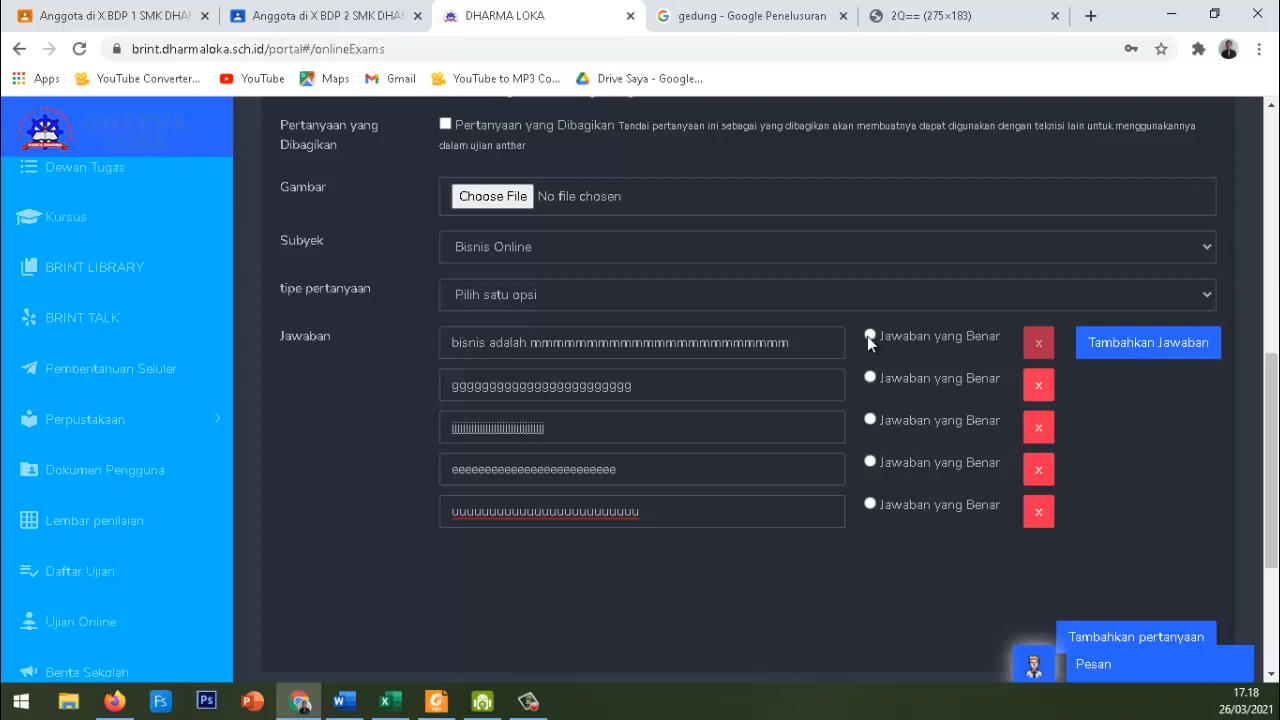 Anggota di X BDP 1 SMK DHAR
Anggota di X BDP 2 SMK DHAR
DHARMA LOKA
gedung - Google Penelusuran
2Q== (275×183)
brint.dharmaloka.sch.id/portal#/onlineExams
Apps
YouTube Converter...
YouTube
Maps
Gmail
YouTube to MP3 Co...
Drive Saya - Google...
DHARMA
LOKA
Dewan Tugas
Kursus
BRINT LIBRARY
BRINT TALK
Pemberitahuan Seluler
Perpustakaan
Dokumen Pengguna
Lembar penilaian
Daftar Ujian
Ujian Online
Berita Sekolah
Pertanyaan yang
Dibagikan
Pertanyaan yang Dibagikan Tandai pertanyaan ini sebagai yang dibagikan akan membuatnya dapat digunakan dengan teknisi lain untuk menggunakannya
dalam ujian anther
Gambar
Choose File No file chosen
Subyek
Bisnis Online
tipe pertanyaan
Pilih satu opsi
Jawaban
bisnis adalah mmmmmmmmmmmmmmmmmmmmmmm
Jawaban yang Benar
x
Tambahkan Jawaban
gggggggggggggggggggggggg
Jawaban yang Benar
x
jjjjjjjjjjjjjjjjjjjjjjjjjjjjjj
Jawaban yang Benar
x
eeeeeeeeeeeeeeeeeeeeeeeee
Jawaban yang Benar
x
uuuuuuuuuuuuuuuuuuuuuuuuu
Jawaban yang Benar
x
Tambahkan pertanyaan
Pesan
17.18
26/03/2021